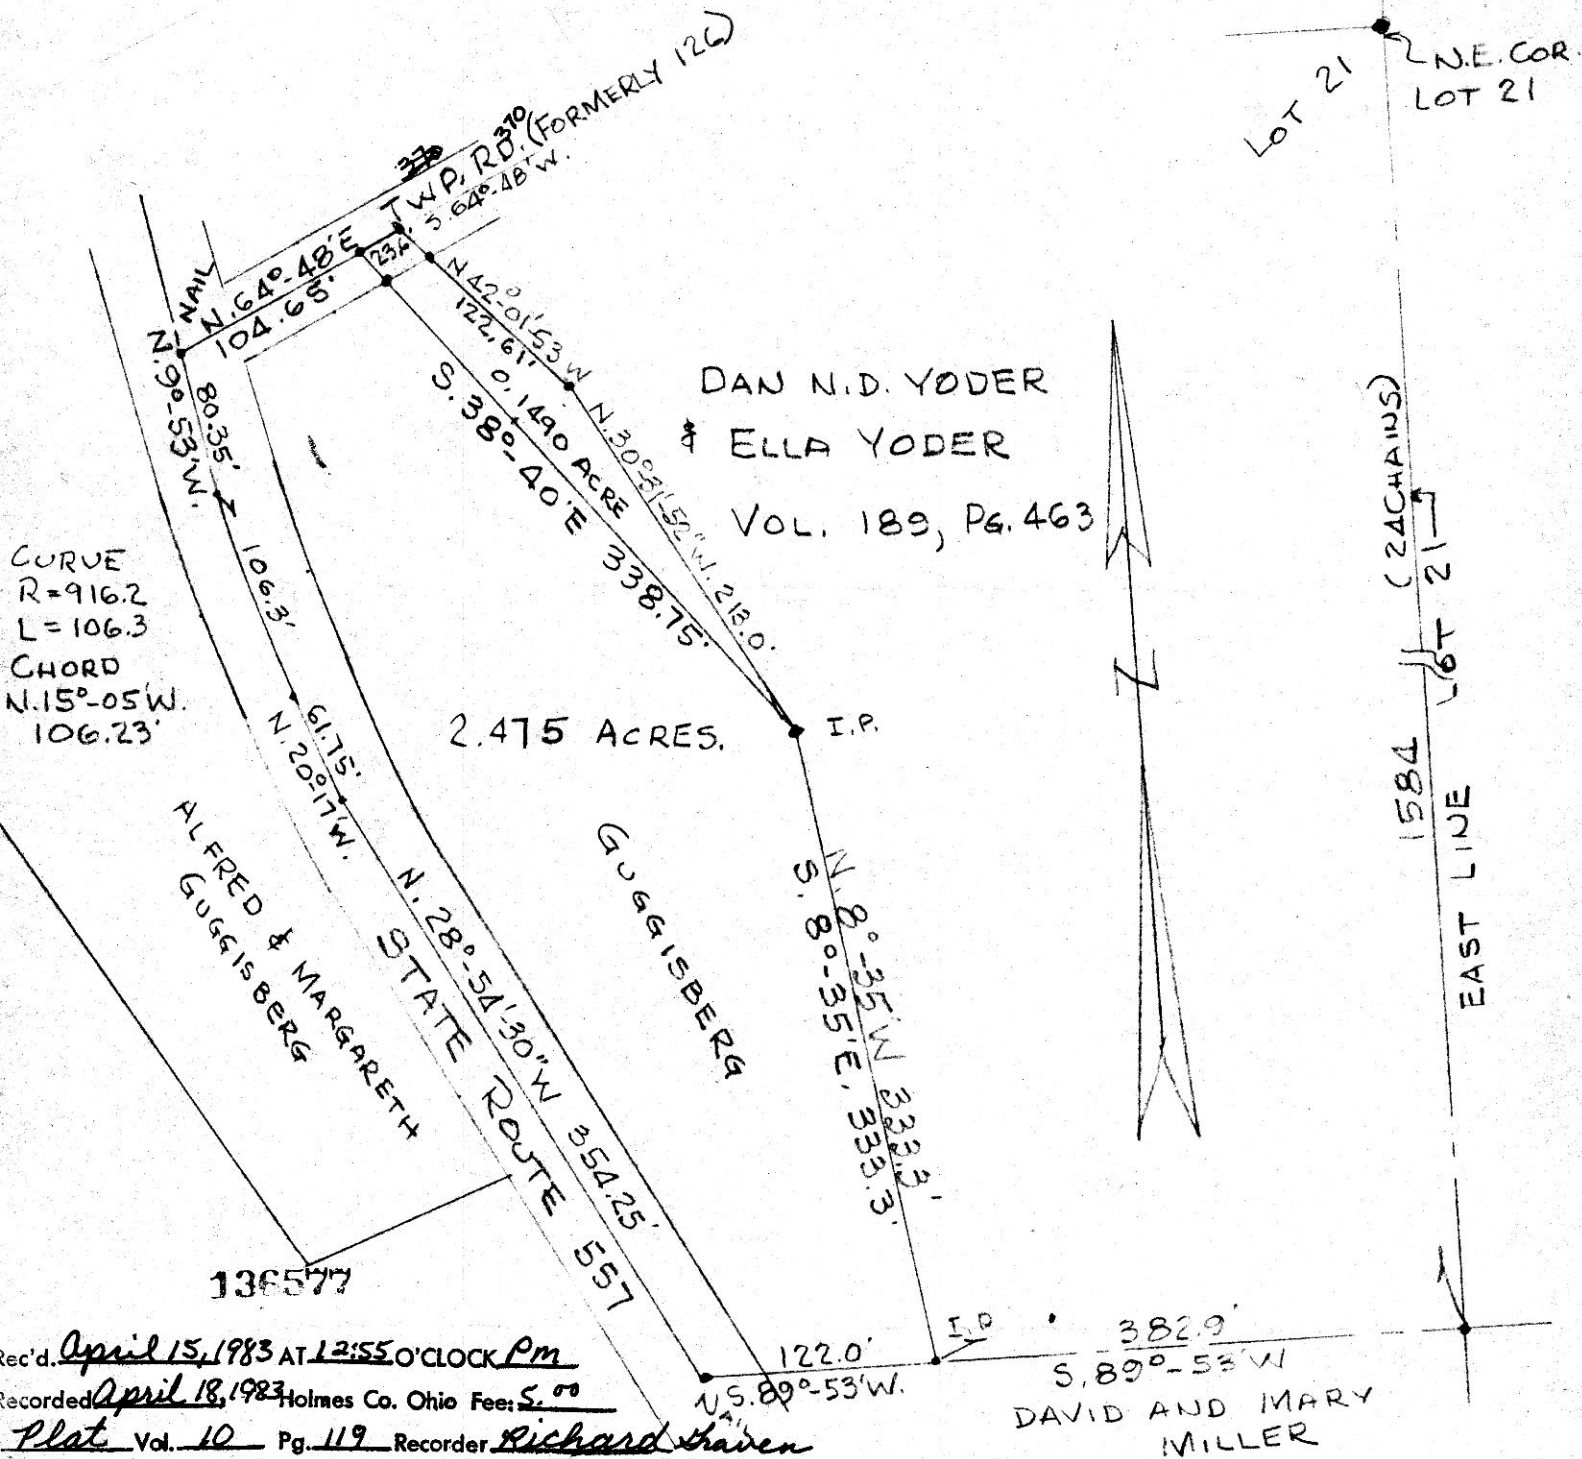 N.E. COR.
LOT 21
LOT 21
370
TWP. RD. (FORMERLY 126)
S. 64°-48' W.
NAIL
N. 64°-48' E
104.65'
23.6'
N 42°-01'53 W
122.61'
0.1490 ACRE
N. 30°-31'-52" W. 218.0'
S. 38°-40' E 338.75'
N. 9°-53' W.
80.35'
106.3'
CURVE
R=916.2
L=106.3
CHORD
N. 15°-05' W.
106.23'
61.75'
N. 20°-17' W.
DAN N.D. YODER
& ELLA YODER
VOL. 189, PG. 463
I.P.
2.475 ACRES.
GUGGISBERG
ALFRED & MARGARETH
GUGGISBERG
N. 28°-54'-30" W 354.25'
STATE ROUTE 557
N. 8°-35' W 333.3'
S. 8°-35' E, 333.3'
N
1584 (24 CHAINS)
EAST LINE LOT 21
136577
Rec'd. April 15, 1983 AT 12:55 O'CLOCK PM
Recorded April 18, 1983 Holmes Co. Ohio Fee: 5.00
Plat Vol. 10 Pg. 119 Recorder Richard Graven
122.0'
S. 89°-53' W.
NAIL
I.P.
382.9'
S. 89°-53' W
DAVID AND MARY
MILLER